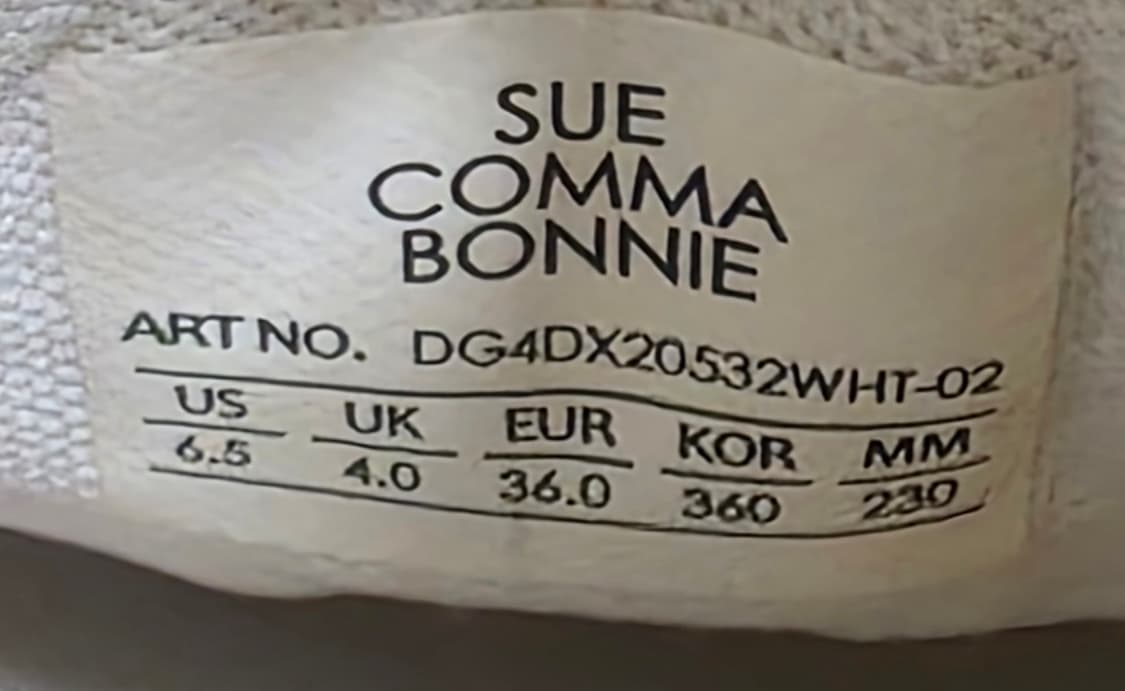 SUE
COMMA
BONNIE
ART NO. DG4DX20532WHT-02
US UK EUR KOR MM
6.5 4.0 36.0 360 230